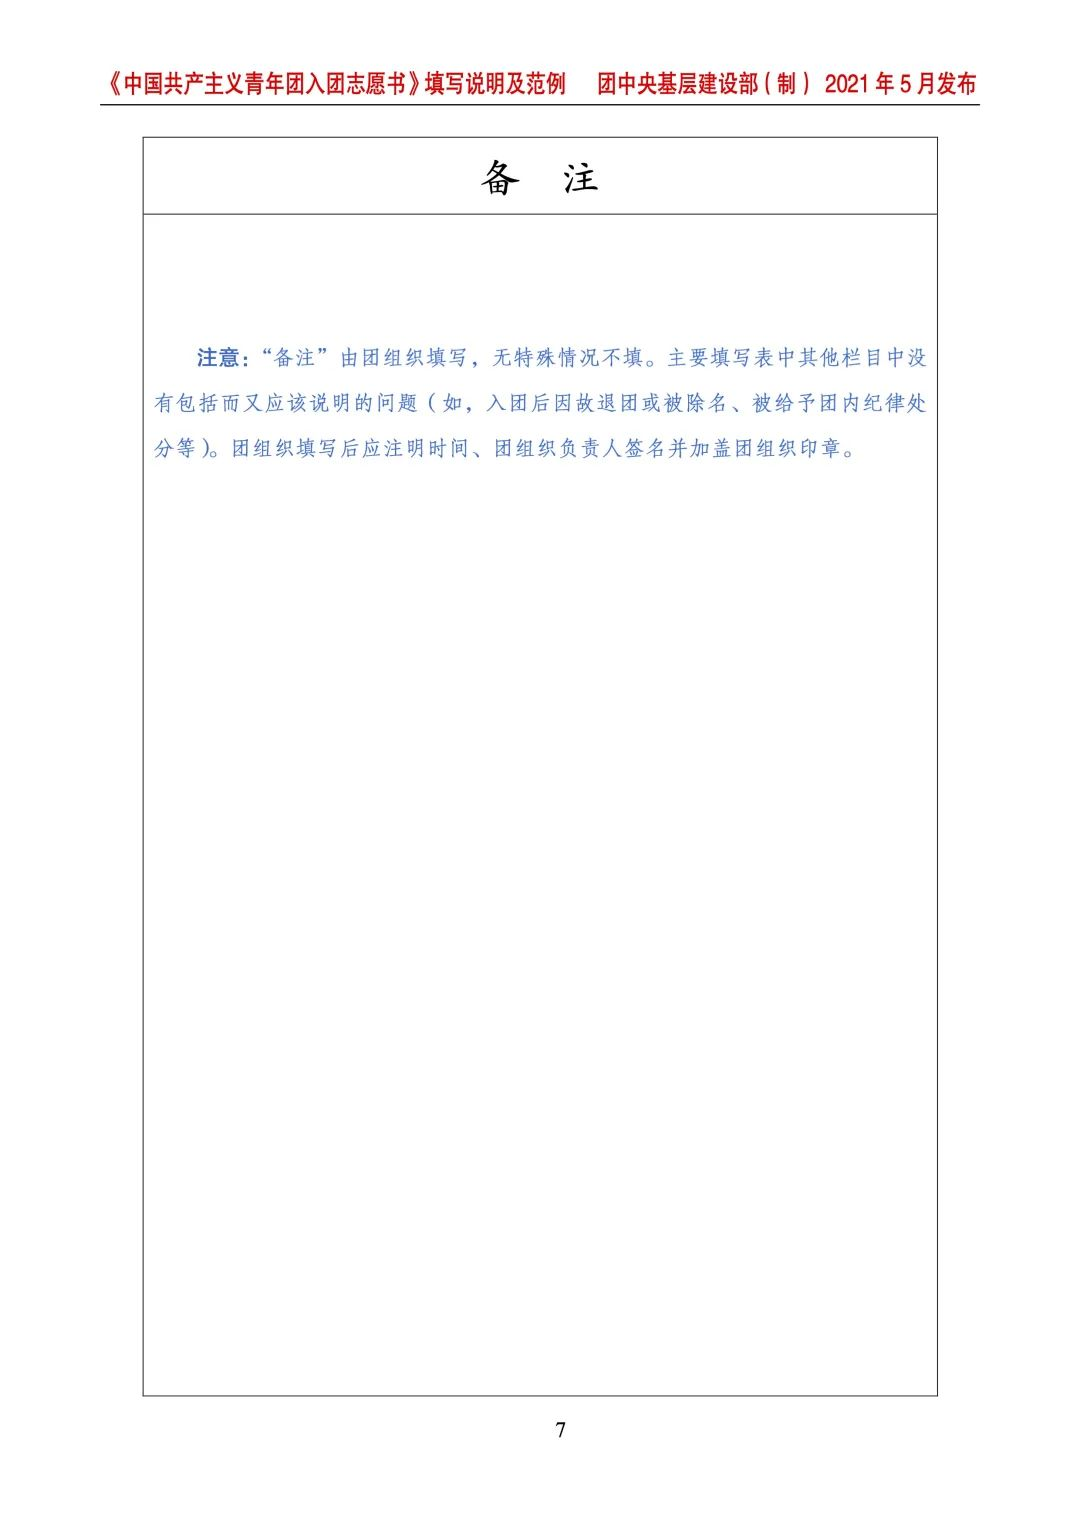 《中国共产主义青年团入团志愿书》填写说明及范例 团中央基层建设部（制） 2021 年 5 月发布
备 注
注意：“备注”由团组织填写，无特殊情况不填。主要填写表中其他栏目中没
有包括而又应该说明的问题（如，入团后因故退团或被除名、被给予团内纪律处
分等）。团组织填写后应注明时间、团组织负责人签名并加盖团组织印章。
7